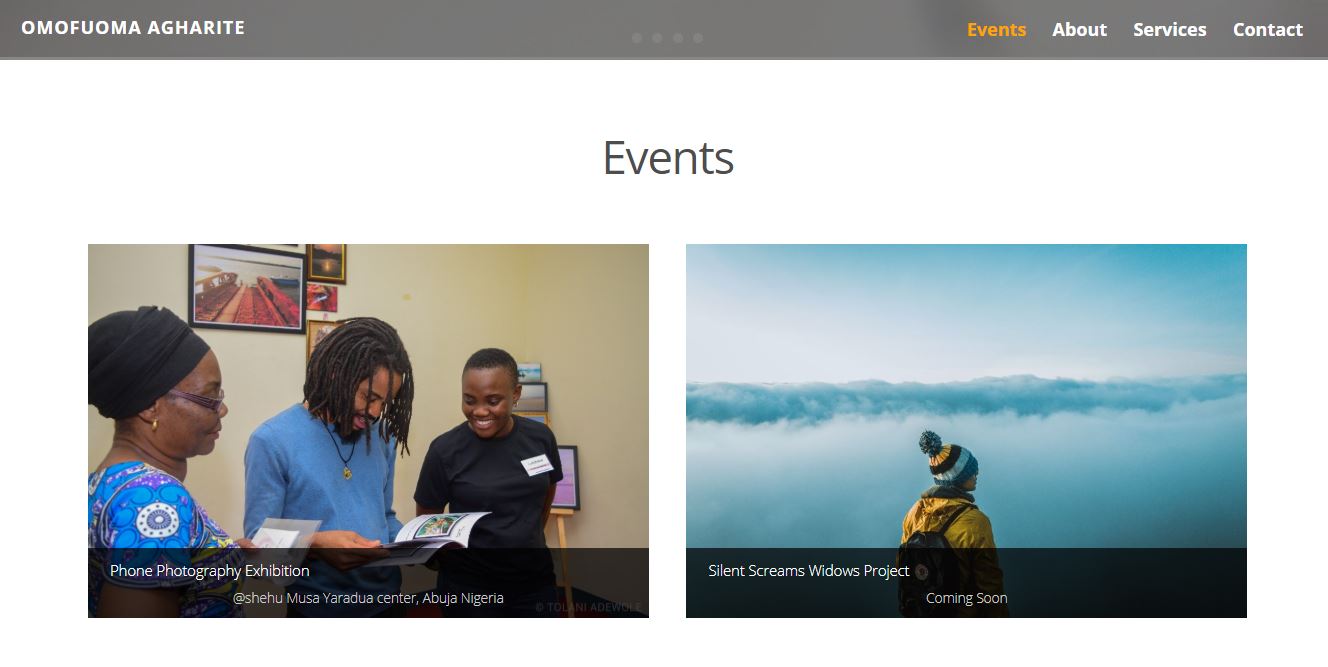 OMOFUOMA AGHARITE
Events About Services Contact
Events
Phone Photography Exhibition
@shehu Musa Yaradua center, Abuja Nigeria
© TOLANI ADEWOLE
Silent Screams Widows Project
Coming Soon